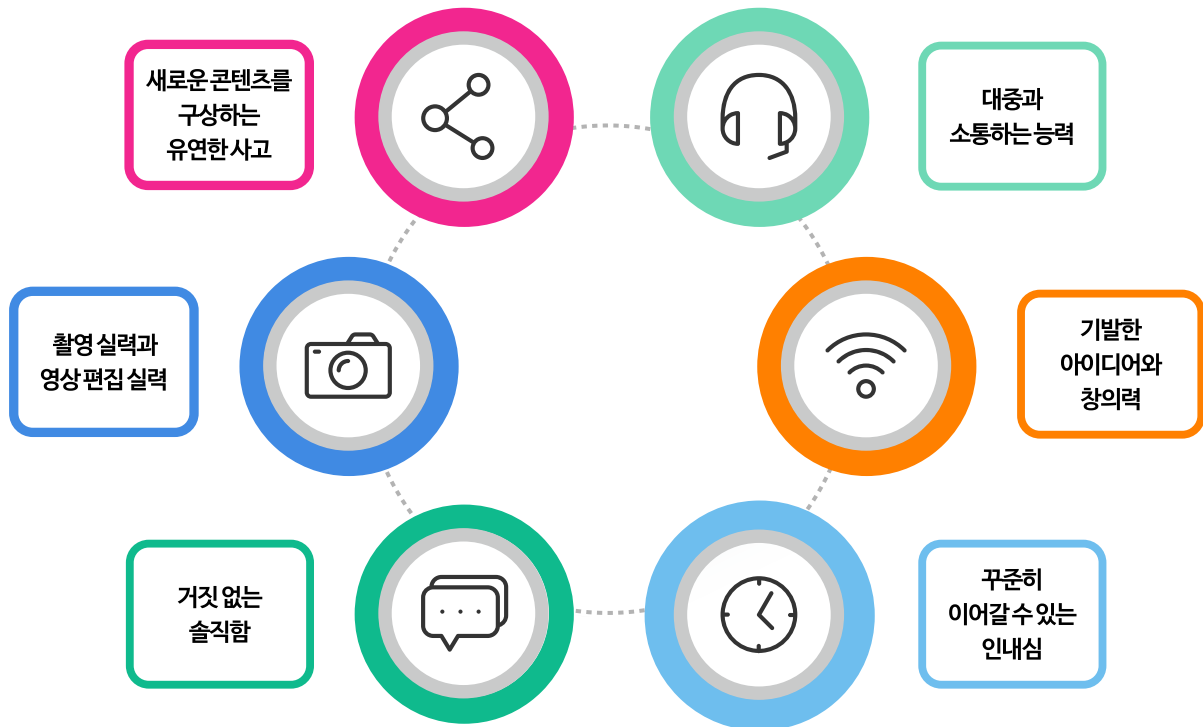 새로운 콘텐츠를
구상하는
유연한 사고
대중과
소통하는 능력
촬영 실력과
영상 편집 실력
기발한
아이디어와
창의력
거짓 없는
솔직함
꾸준히
이어갈 수 있는
인내심